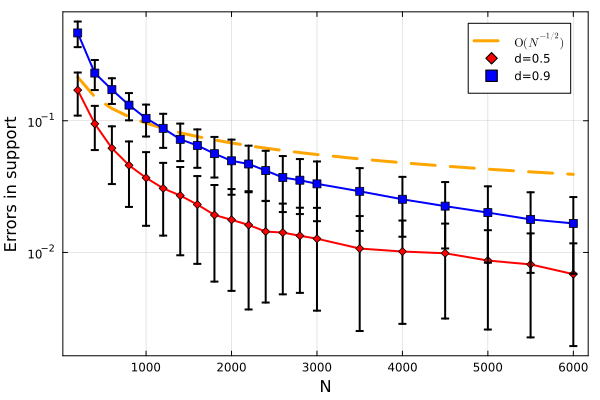 O(N^{-1/2})
d=0.5
d=0.9
Errors in support
10^{-1}
10^{-2}
1000 2000 3000 4000 5000 6000
N